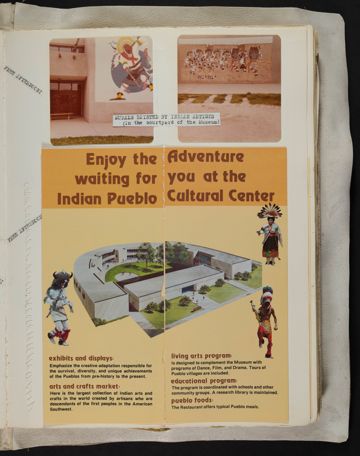 MURALS PAINTED BY INDIAN ARTISTS
(in the courtyard of the Museum)
Enjoy the Adventure
waiting for you at the
Indian Pueblo Cultural Center
exhibits and displays:
Emphasize the creative adaptation responsible for
the survival, diversity, and unique achievements
of the Pueblos from pre-history to the present.
arts and crafts market:
Here is the largest collection of Indian arts and
crafts in the world created by artisans who are
descendants of the first peoples in the American
Southwest.
living arts program:
is designed to complement the Museum with
programs of Dance, Film, and Drama. Tours of
Pueblo villages are included.
educational program:
The program is coordinated with schools and other
community groups. A research library is maintained.
pueblo foods:
The Restaurant offers typical Pueblo meals.